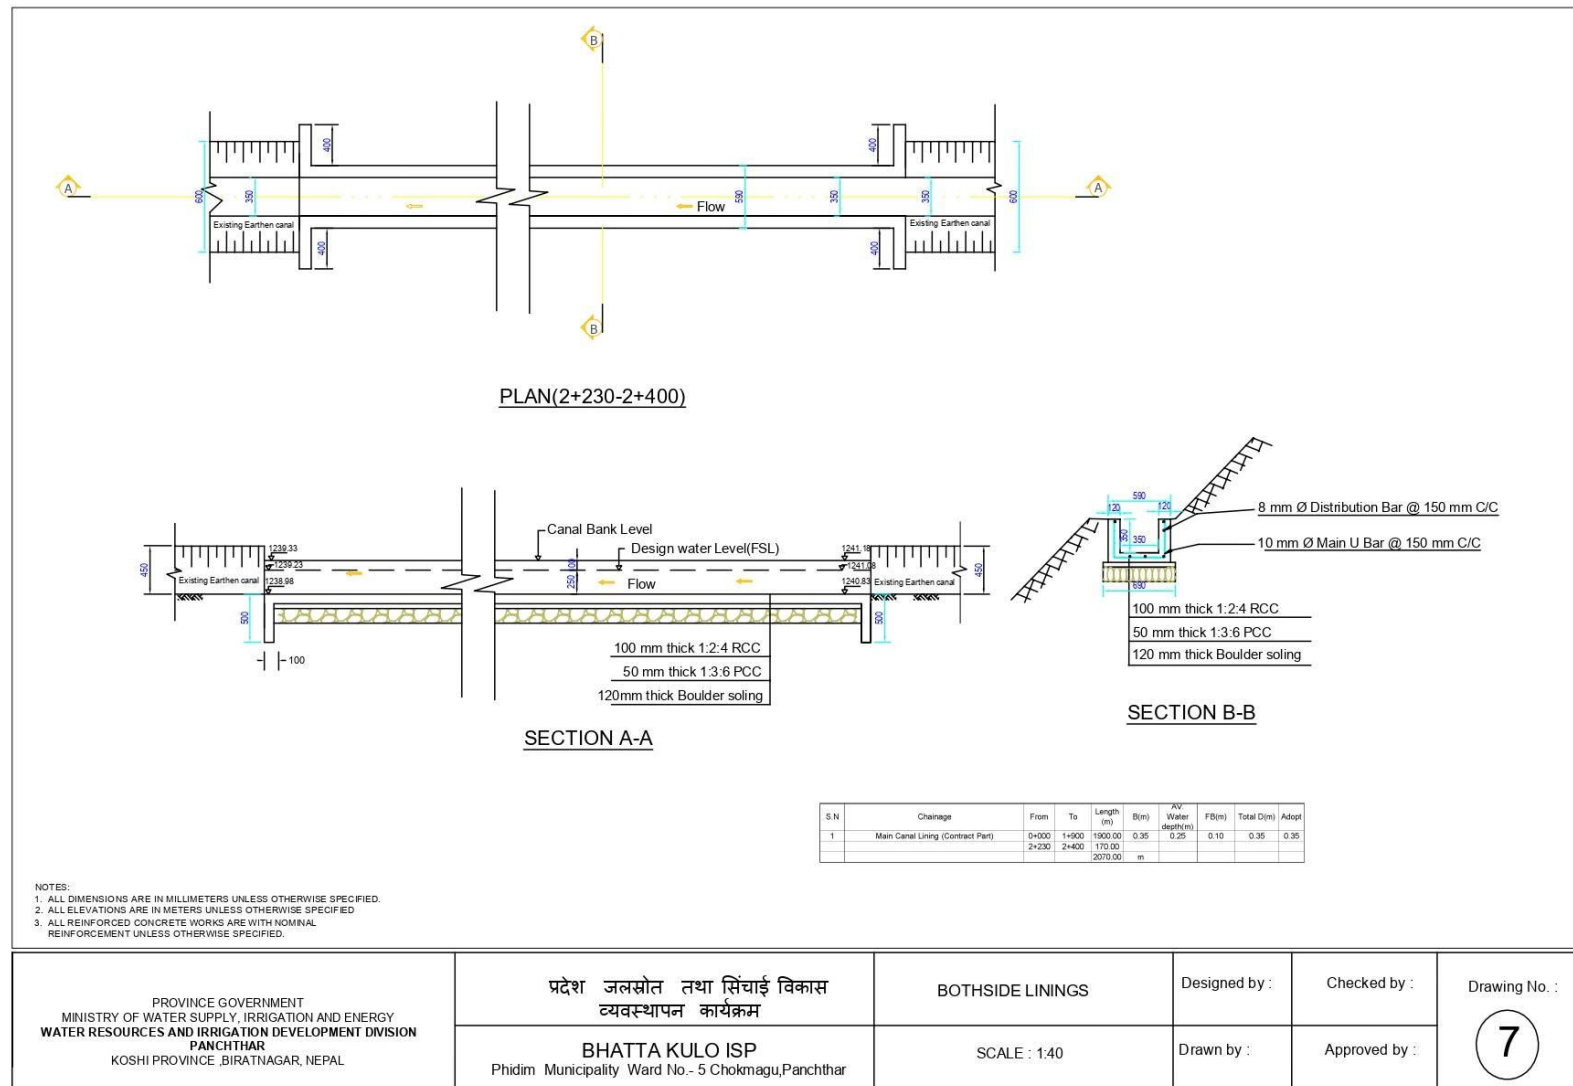 B
400
400
A
600
350
590
350
350
600
A
Flow
Existing Earthen canal
Existing Earthen canal
400
400
B
PLAN(2+230-2+400)
Canal Bank Level
Design water Level(FSL)
1239.33
1239.23
1238.98
1241.18
1241.08
1240.83
450
Existing Earthen canal
100
250
Flow
Existing Earthen canal
450
500
500
100
100 mm thick 1:2:4 RCC
50 mm thick 1:3:6 PCC
120mm thick Boulder soling
SECTION A-A
590
120
120
350
350
690
8 mm Ø Distribution Bar @ 150 mm C/C
10 mm Ø Main U Bar @ 150 mm C/C
100 mm thick 1:2:4 RCC
50 mm thick 1:3:6 PCC
120 mm thick Boulder soling
SECTION B-B
S.N Chainage From To Length (m) B(m) AV. Water depth(m) FB(m) Total D(m) Adopt
1 Main Canal Lining (Contract Part) 0+000 1+900 1900.00 0.35 0.25 0.10 0.35 0.35
2+230 2+400 170.00
2070.00 m
NOTES:
1. ALL DIMENSIONS ARE IN MILLIMETERS UNLESS OTHERWISE SPECIFIED.
2. ALL ELEVATIONS ARE IN METERS UNLESS OTHERWISE SPECIFIED
3. ALL REINFORCED CONCRETE WORKS ARE WITH NOMINAL
REINFORCEMENT UNLESS OTHERWISE SPECIFIED.
PROVINCE GOVERNMENT
MINISTRY OF WATER SUPPLY, IRRIGATION AND ENERGY
WATER RESOURCES AND IRRIGATION DEVELOPMENT DIVISION
PANCHTHAR
KOSHI PROVINCE ,BIRATNAGAR, NEPAL
प्रदेश जलस्रोत तथा सिंचाई विकास
व्यवस्थापन कार्यक्रम
BHATTA KULO ISP
Phidim Municipality Ward No.- 5 Chokmagu,Panchthar
BOTHSIDE LININGS
SCALE : 1:40
Designed by :
Checked by :
Drawn by :
Approved by :
Drawing No. :
7